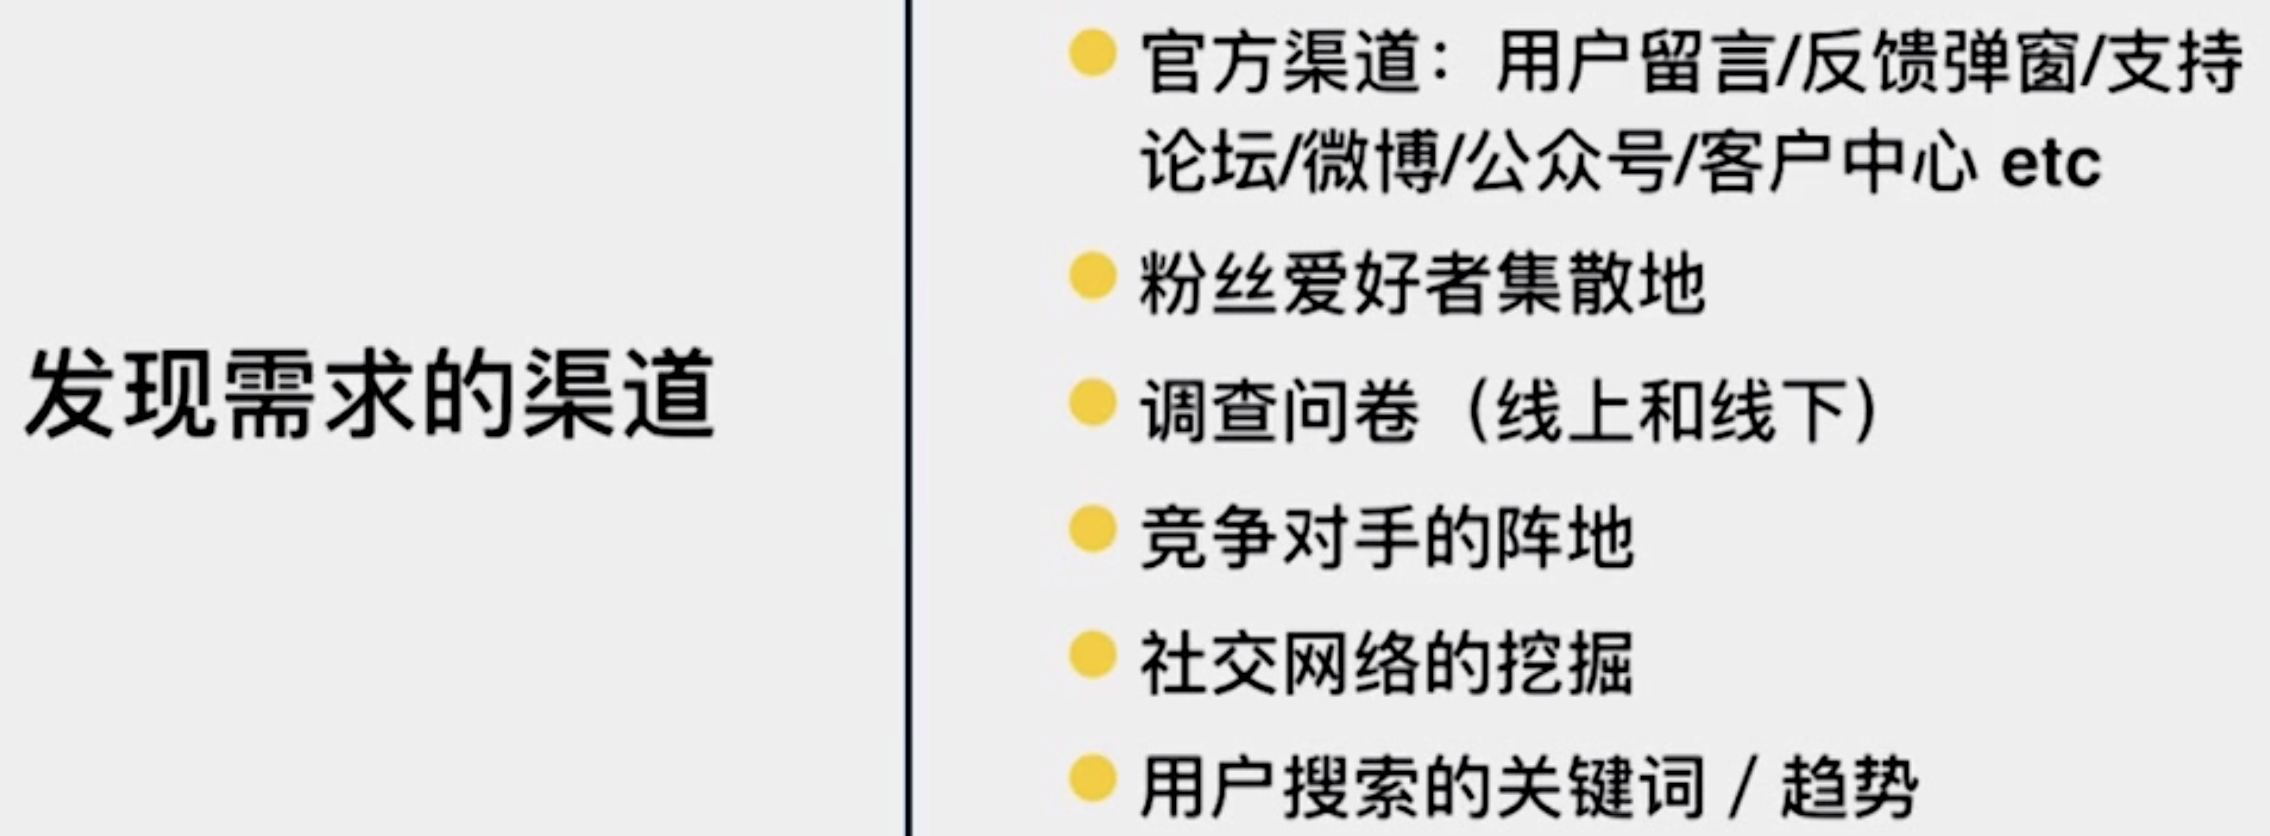 发现需求的渠道
官方渠道：用户留言/反馈弹窗/支持
论坛/微博/公众号/客户中心 etc
粉丝爱好者集散地
调查问卷（线上和线下）
竞争对手的阵地
社交网络的挖掘
用户搜索的关键词 / 趋势